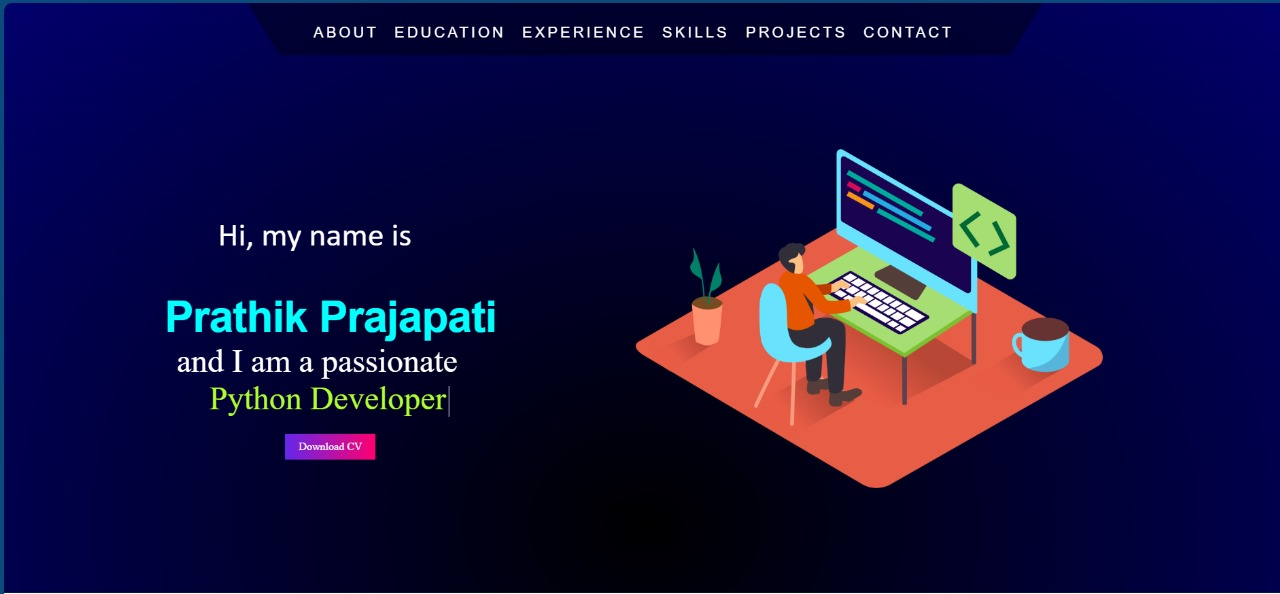 ABOUT EDUCATION EXPERIENCE SKILLS PROJECTS CONTACT
Hi, my name is
Prathik Prajapati
and I am a passionate
Python Developer
Download CV